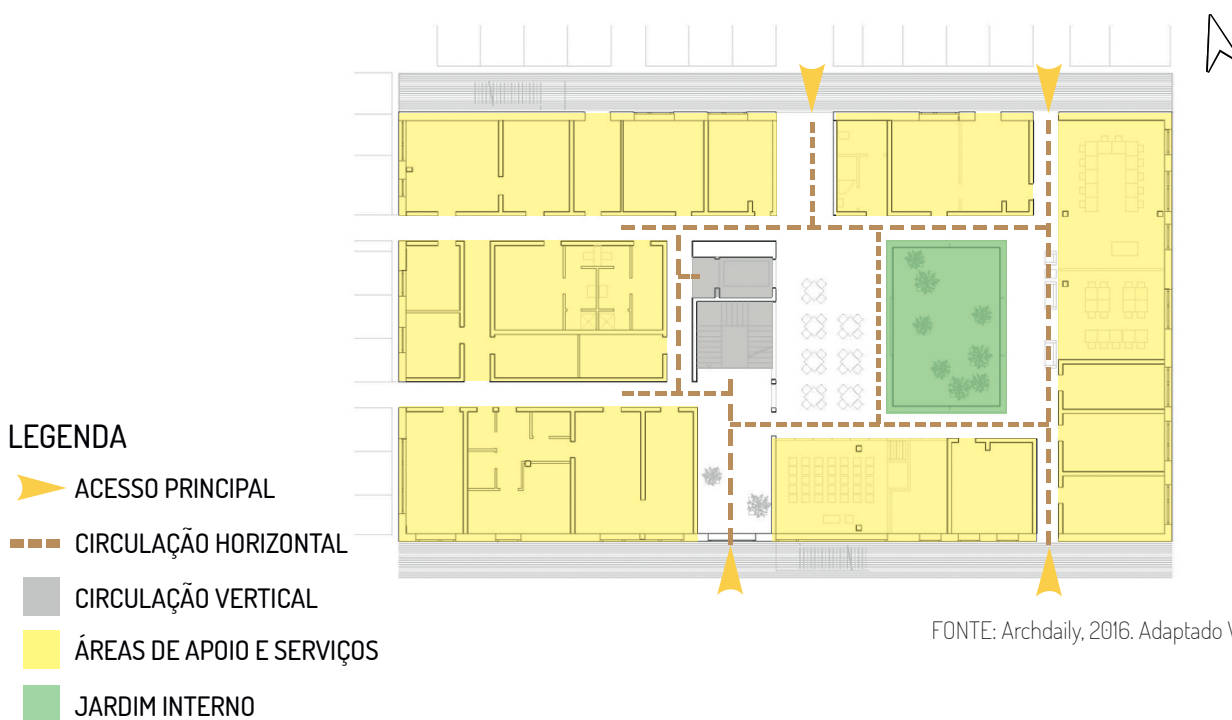 LEGENDA
ACESSO PRINCIPAL
CIRCULAÇÃO HORIZONTAL
CIRCULAÇÃO VERTICAL
ÁREAS DE APOIO E SERVIÇOS
JARDIM INTERNO
FONTE: Archdaily, 2016. Adaptado